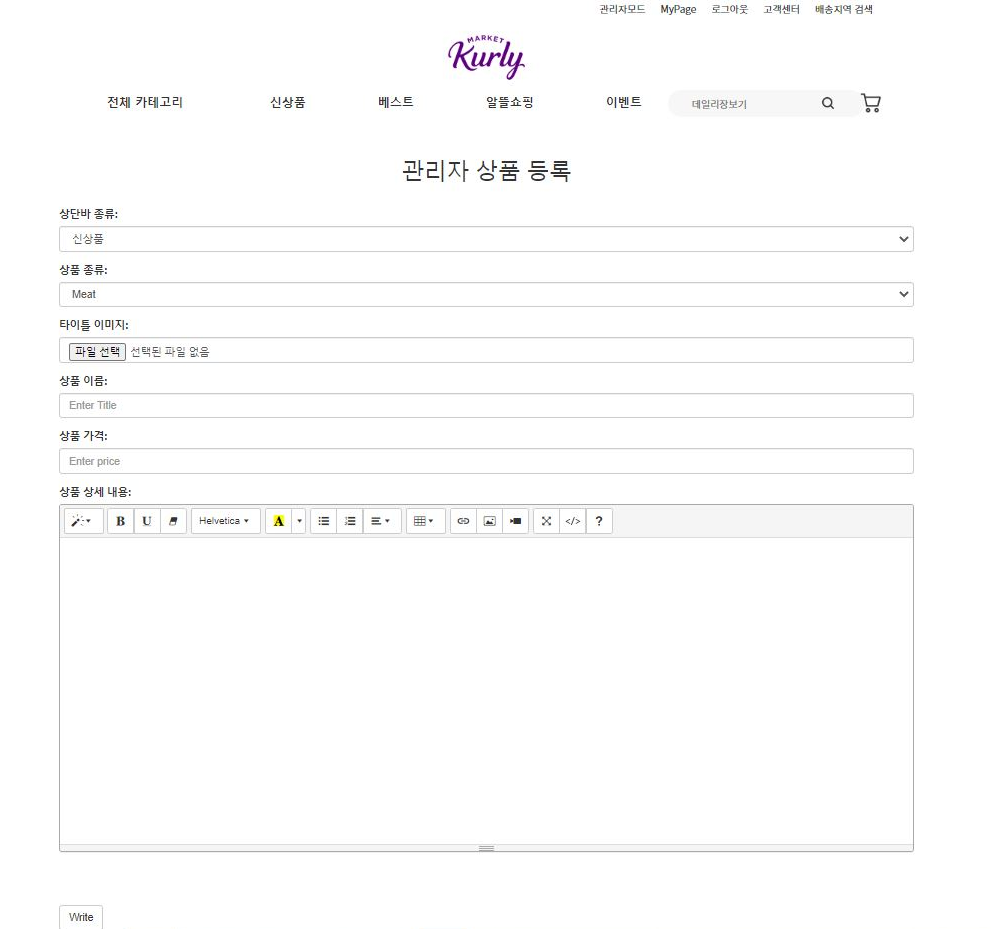 관리자모드 MyPage 로그아웃 고객센터 배송지역 검색
MARKET
Kurly
전체 카테고리 신상품 베스트 알뜰쇼핑 이벤트 데일리장보기
관리자 상품 등록
상단바 종류:
신상품
상품 종류:
Meat
타이틀 이미지:
파일 선택 선택된 파일 없음
상품 이름:
Enter Title
상품 가격:
Enter price
상품 상세 내용:
B U Helvetica A </> ?
Write